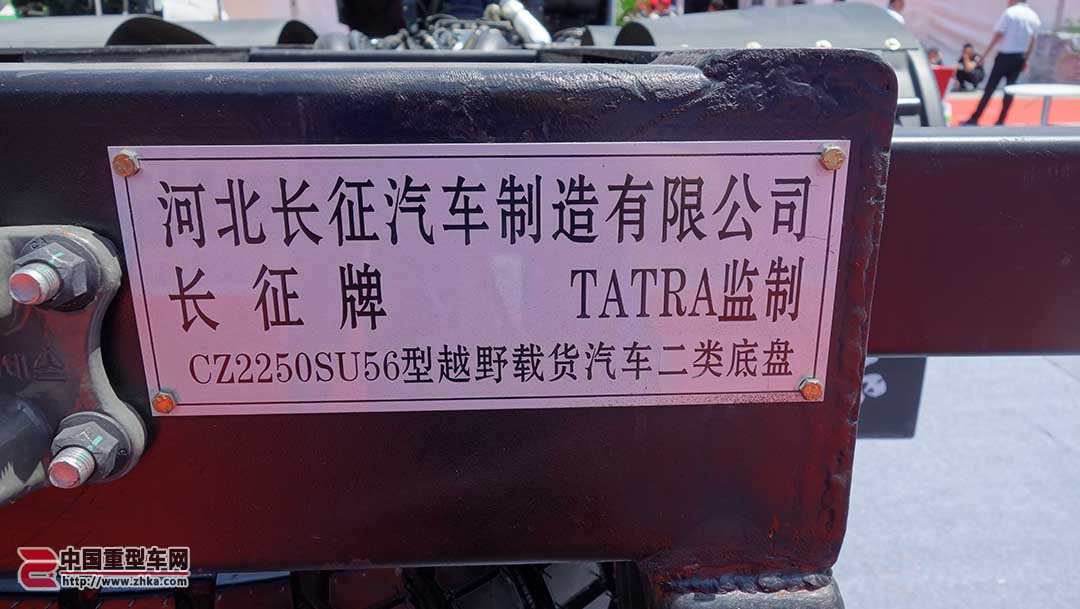 河北长征汽车制造有限公司
长征牌 TATRA监制
CZ2250SU56型越野载货汽车二类底盘
中国重型车网
http://www.zhka.com